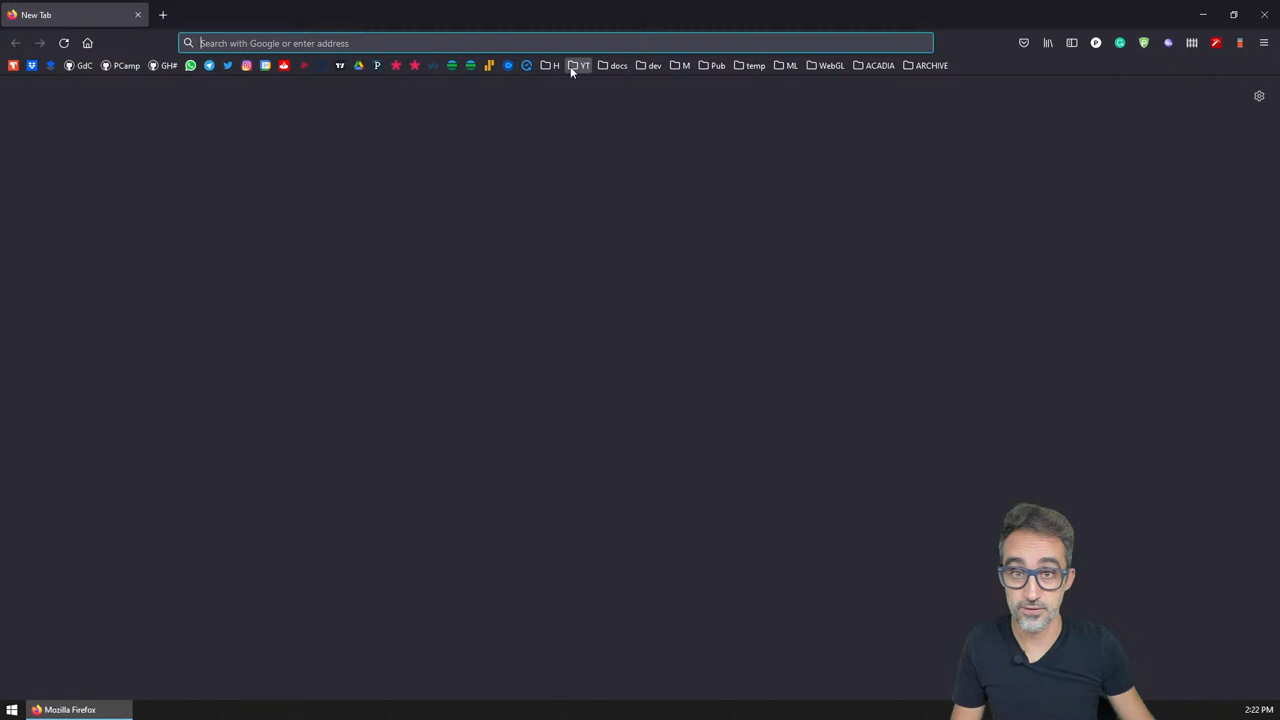 New Tab
Search with Google or enter address
GdC PCamp GH# H YT docs dev M Pub temp ML WebGL ACADIA ARCHIVE
Mozilla Firefox
2:22 PM